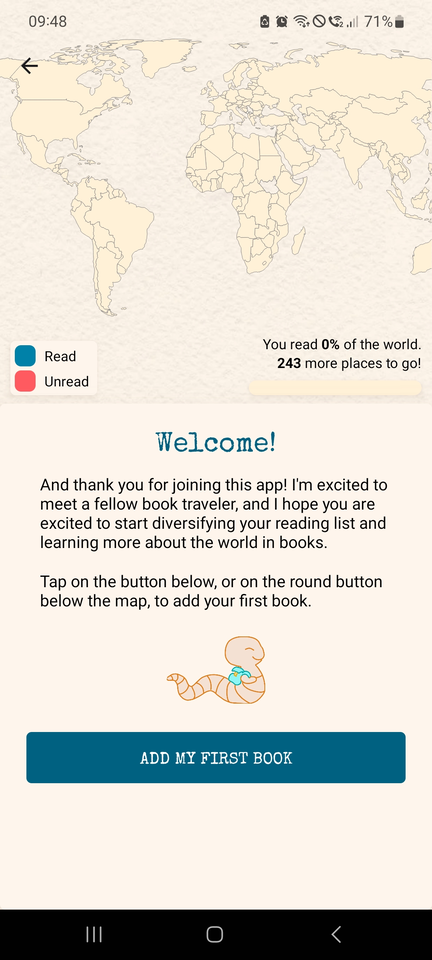 09:48
71%
Read
Unread
You read 0% of the world.
243 more places to go!
Welcome!
And thank you for joining this app! I'm excited to
meet a fellow book traveler, and I hope you are
excited to start diversifying your reading list and
learning more about the world in books.
Tap on the button below, or on the round button
below the map, to add your first book.
ADD MY FIRST BOOK